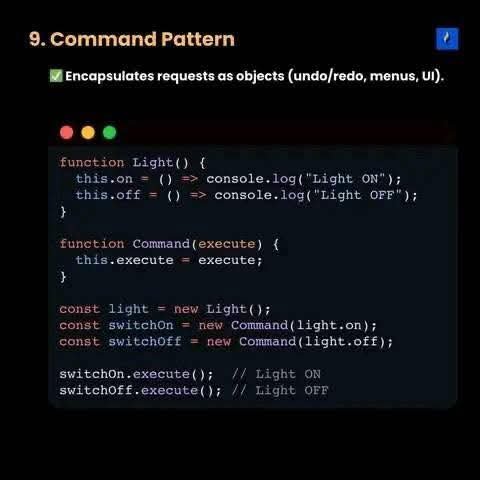 9. Command Pattern
✅ Encapsulates requests as objects (undo/redo, menus, UI).
function Light() {
  this.on = () => console.log("Light ON");
  this.off = () => console.log("Light OFF");
}
function Command(execute) {
  this.execute = execute;
}
const light = new Light();
const switchOn = new Command(light.on);
const switchOff = new Command(light.off);
switchOn.execute();  // Light ON
switchOff.execute(); // Light OFF